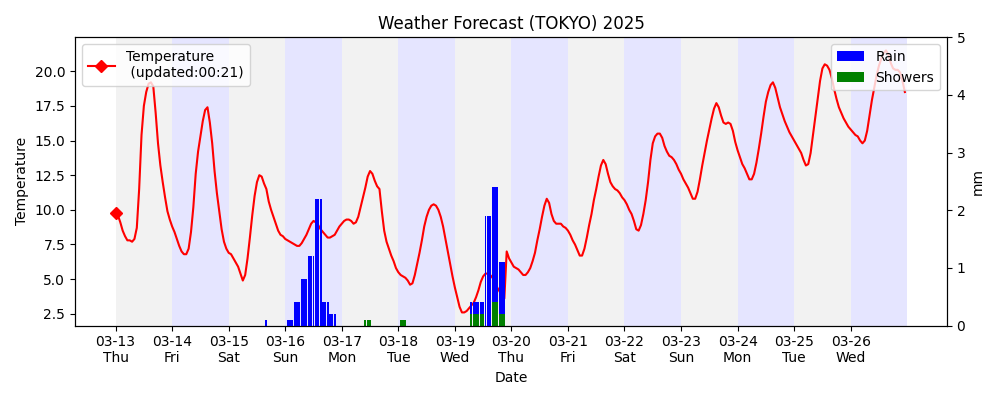 Weather Forecast (TOKYO) 2025
Temperature
(updated:00:21)
Rain
Showers
Temperature
20.0
17.5
15.0
12.5
10.0
7.5
5.0
2.5
5
4
3
2
1
0
mm
03-13 03-14 03-15 03-16 03-17 03-18 03-19 03-20 03-21 03-22 03-23 03-24 03-25 03-26
Thu Fri Sat Sun Mon Tue Wed Thu Fri Sat Sun Mon Tue Wed
Date